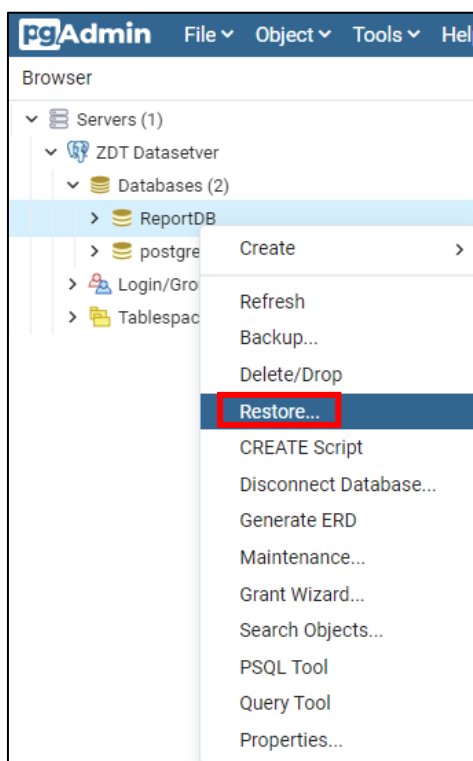 pgAdmin File Object Tools Hel
Browser
Servers (1)
ZDT Datasetver
Databases (2)
ReportDB
postgre
Login/Gro
Tablespac
Create
Refresh
Backup...
Delete/Drop
Restore...
CREATE Script
Disconnect Database...
Generate ERD
Maintenance...
Grant Wizard...
Search Objects...
PSQL Tool
Query Tool
Properties...